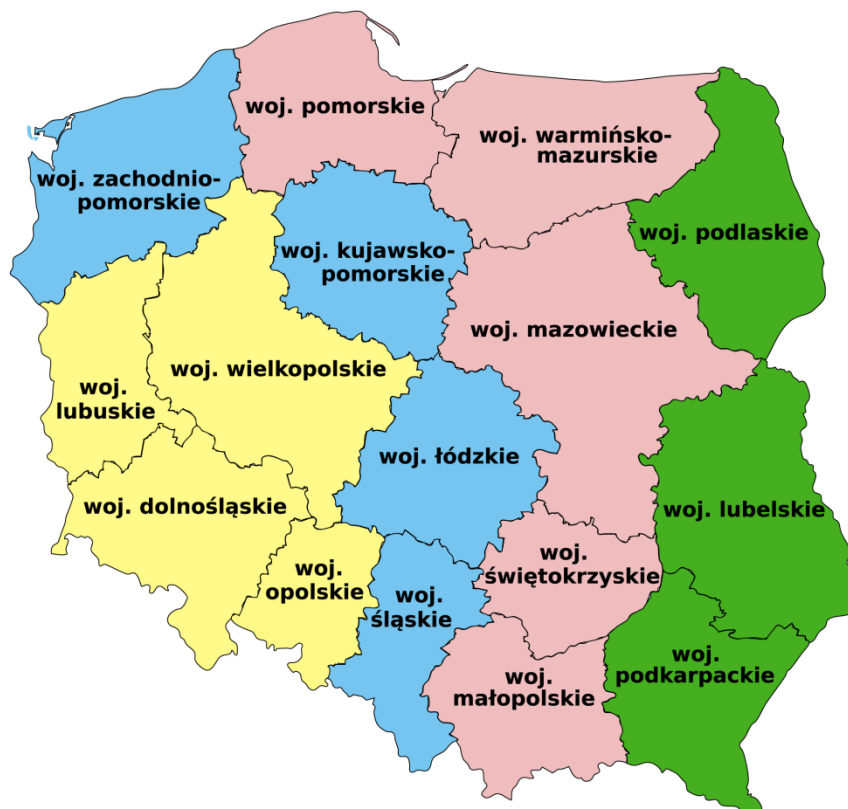 woj. pomorskie
woj. warmińsko-
mazurskie
woj. zachodnio-
pomorskie
woj. podlaskie
woj. kujawsko-
pomorskie
woj. mazowieckie
woj. wielkopolskie
woj.
lubuskie
woj. łódzkie
woj. dolnośląskie
woj. lubelskie
woj.
opolskie
woj.
świętokrzyskie
woj.
śląskie
woj.
małopolskie
woj.
podkarpackie